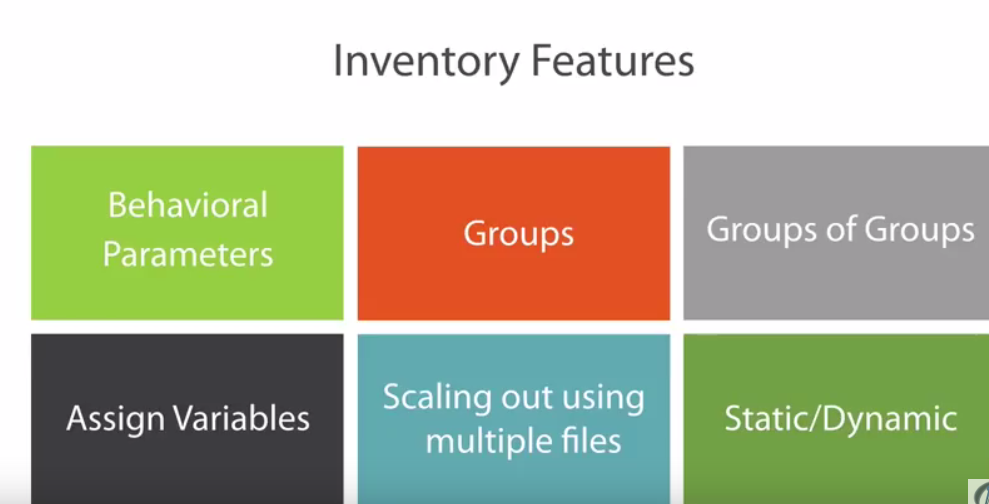 Inventory Features
Behavioral
Parameters
Groups
Groups of Groups
Assign Variables
Scaling out using
multiple files
Static/Dynamic